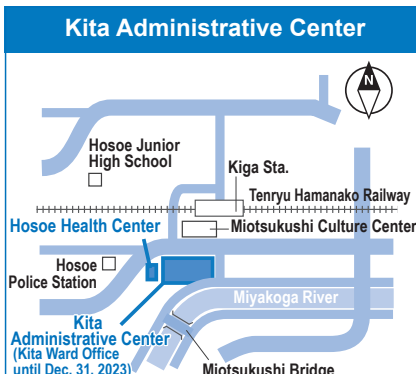 Kita Administrative Center
N
Hosoe Junior
High School
Kiga Sta.
Tenryu Hamanako Railway
Hosoe Health Center
Miotsukushi Culture Center
Hosoe
Police Station
Miyakoga River
Kita
Administrative Center
(Kita Ward Office
until Dec. 31, 2023)
Miotsukushi Bridge